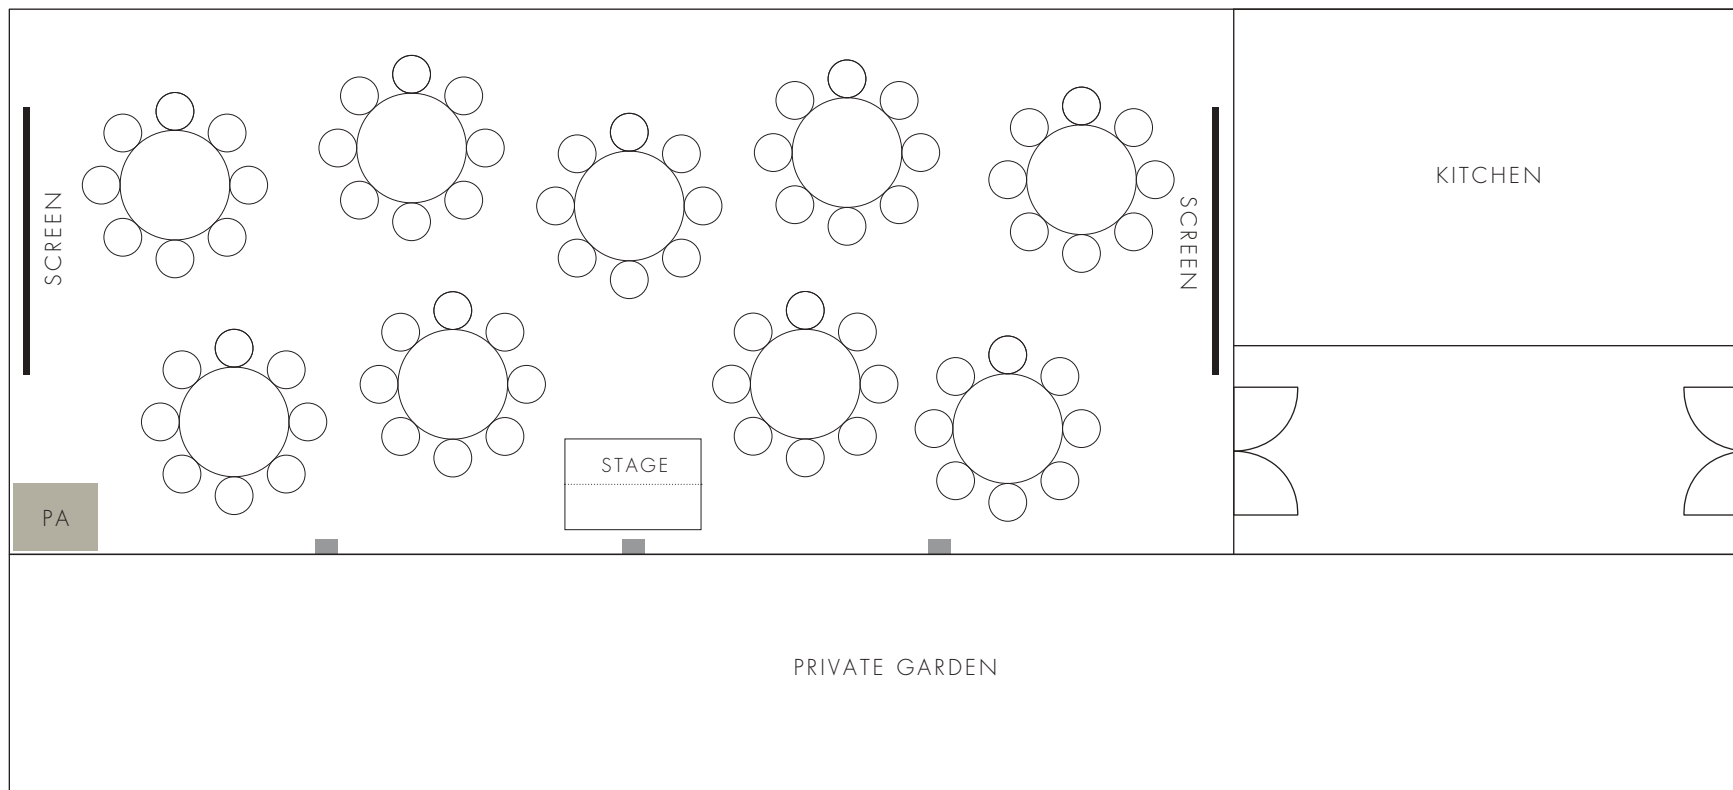 SCREEN
KITCHEN
SCREEN
STAGE
PA
PRIVATE GARDEN